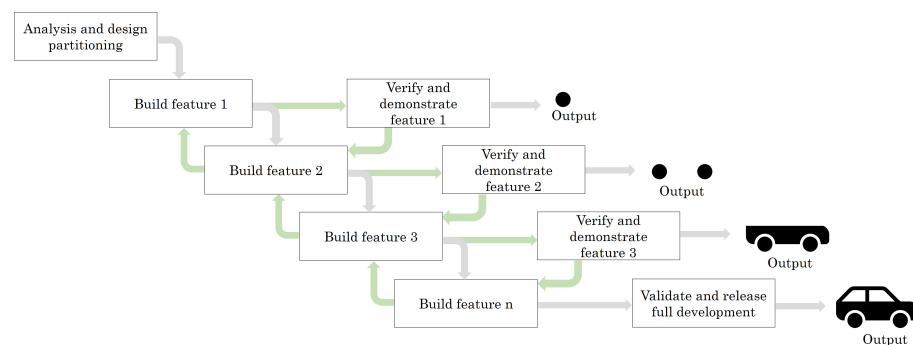 Analysis and design
partitioning
Build feature 1
Verify and
demonstrate
feature 1
Output
Build feature 2
Verify and
demonstrate
feature 2
Output
Build feature 3
Verify and
demonstrate
feature 3
Output
Build feature n
Validate and release
full development
Output